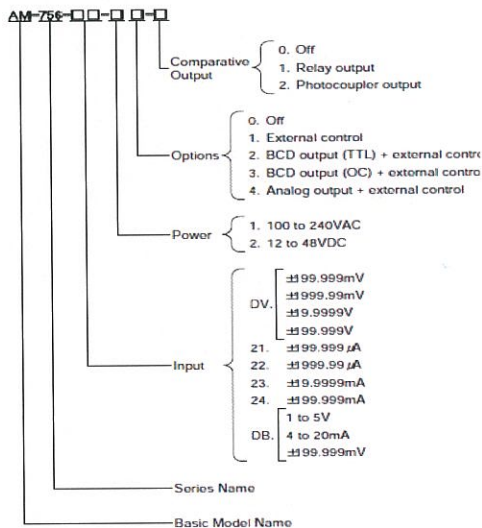 AM-756-□□-□□-□
Comparative Output
0. Off
1. Relay output
2. Photocoupler output
Options
0. Off
1. External control
2. BCD output (TTL) + external contro
3. BCD output (OC) + external contro
4. Analog output + external control
Power
1. 100 to 240VAC
2. 12 to 48VDC
Input
DV.
±199.999mV
±1999.99mV
±19.9999V
±199.999V
21. ±199.999μA
22. ±1999.99μA
23. ±19.9999mA
24. ±199.999mA
DB.
1 to 5V
4 to 20mA
±199.999mV
Series Name
Basic Model Name